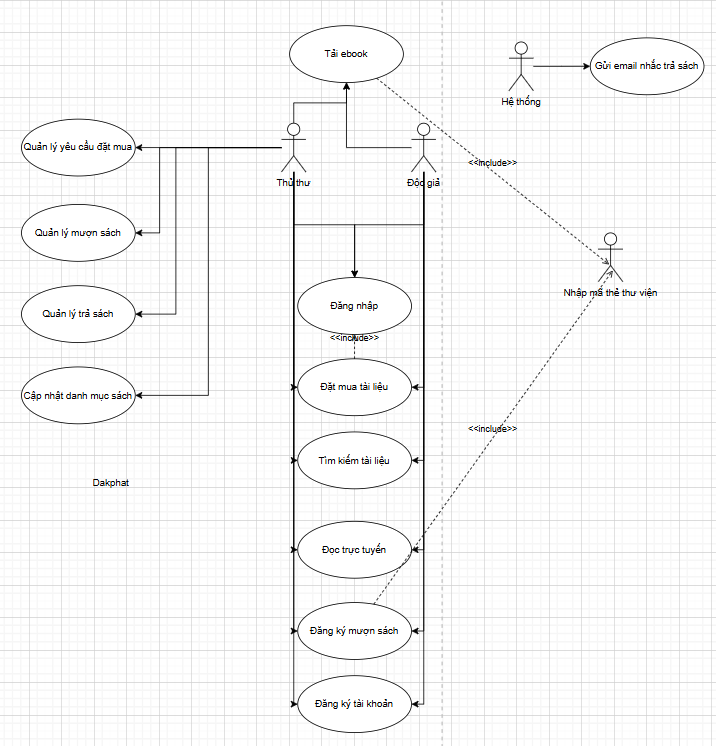 Tải ebook
Gửi email nhắc trả sách
Hệ thống
Quản lý yêu cầu đặt mua
<<include>>
Thủ thư
Độc giả
Quản lý mượn sách
Nhập mã thẻ thư viện
Đăng nhập
Quản lý trả sách
<<include>>
Đặt mua tài liệu
Cập nhật danh mục sách
<<include>>
Tìm kiếm tài liệu
Dakphat
Đọc trực tuyến
Đăng ký mượn sách
Đăng ký tài khoản